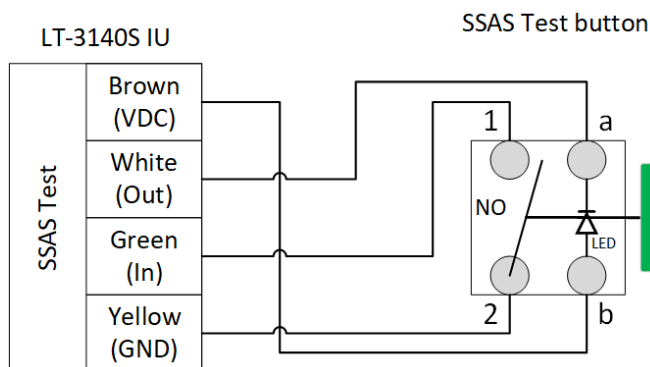 SSAS Test button
LT-3140S IU
SSAS Test
Brown
(VDC)
White
(Out)
Green
(In)
Yellow
(GND)
1
a
NO
LED
2
b